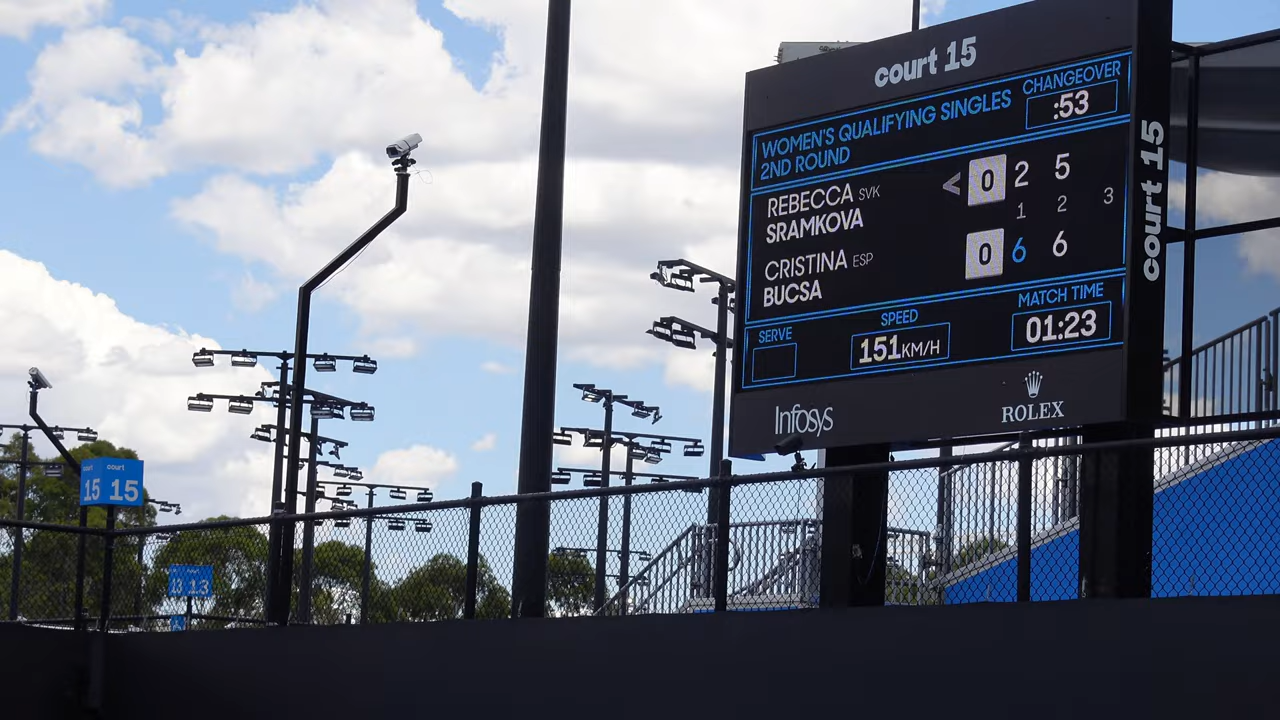 court 15
CHANGEOVER
:53
WOMEN'S QUALIFYING SINGLES
2ND ROUND
REBECCA SVK < 0 2 5
SRAMKOVA 1 2 3
CRISTINA ESP 0 6 6
BUCSA
SERVE SPEED MATCH TIME
151KM/H 01:23
Infosys ROLEX
court 15
court court
15 15
13 13